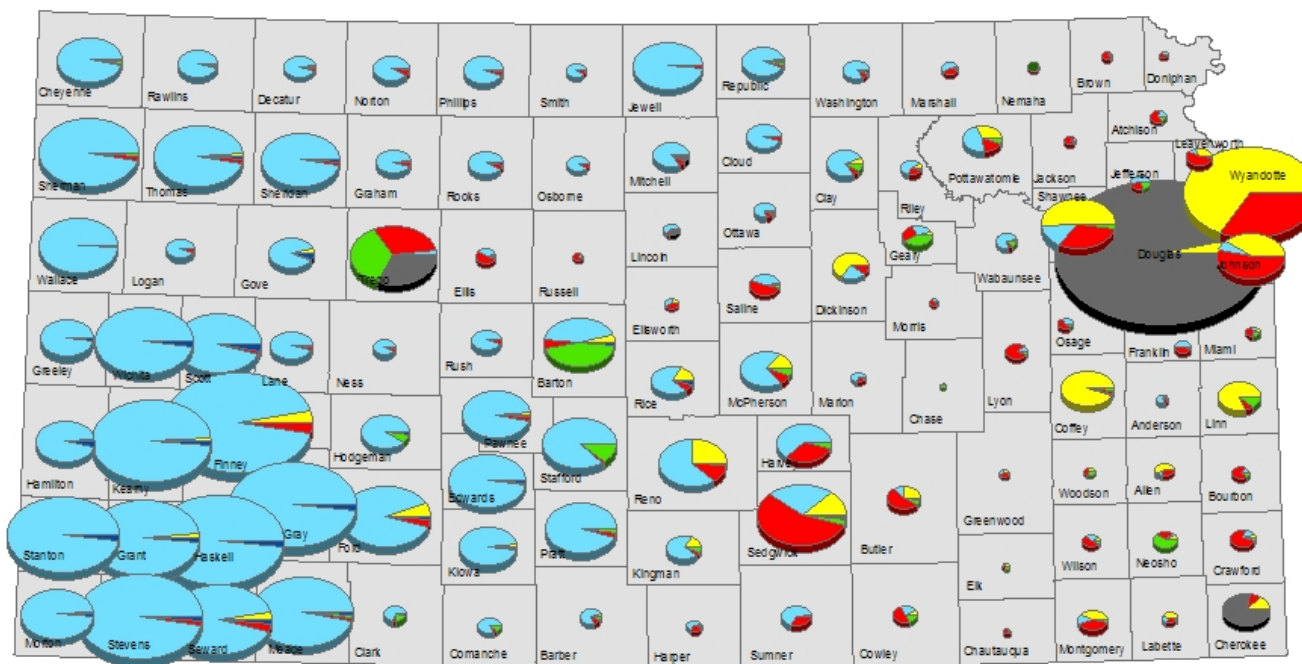 Cheyenne
Rawlins
Decatur
Norton
Phillips
Smith
Jewell
Republic
Washington
Marshall
Nemaha
Brown
Doniphan
Sherman
Thomas
Sheridan
Graham
Rooks
Osborne
Mitchell
Cloud
Clay
Riley
Pottawatomie
Jackson
Atchison
Leavenworth
Jefferson
Shawnee
Wyandotte
Wallace
Logan
Gove
Trego
Ellis
Russell
Lincoln
Ottawa
Saline
Dickinson
Geary
Wabaunsee
Douglas
Johnson
Greeley
Wichita
Scott
Lane
Ness
Rush
Barton
Ellsworth
Rice
McPherson
Marion
Morris
Chase
Lyon
Osage
Franklin
Miami
Hamilton
Kearny
Finney
Hodgeman
Pawnee
Stafford
Edwards
Reno
Harvey
Coffey
Anderson
Linn
Stanton
Grant
Haskell
Gray
Ford
Kiowa
Pratt
Kingman
Sedgwick
Butler
Greenwood
Woodson
Allen
Bourbon
Elk
Wilson
Neosho
Crawford
Morton
Stevens
Seward
Meade
Clark
Comanche
Barber
Harper
Sumner
Cowley
Chautauqua
Montgomery
Labette
Cherokee